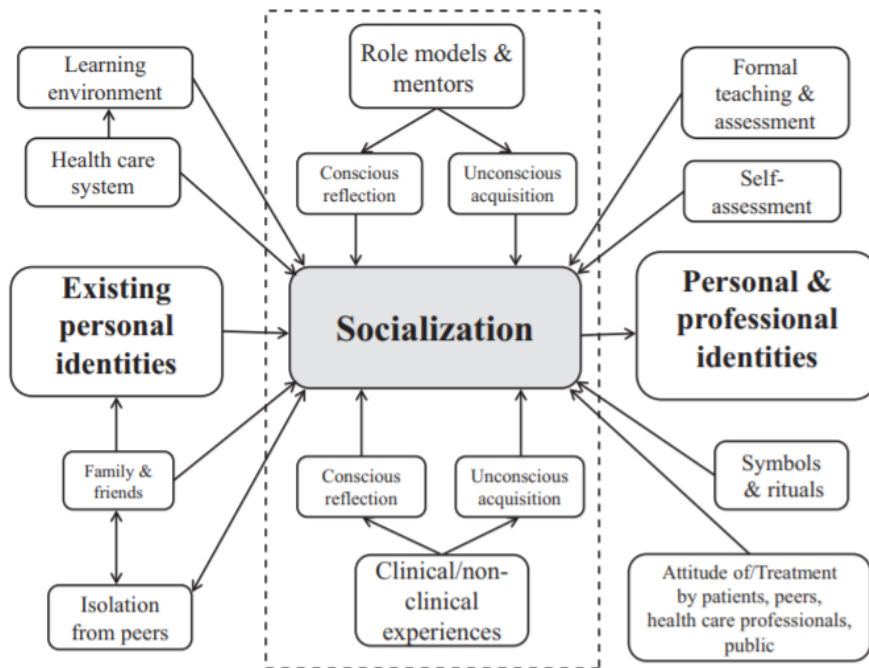 Learning
environment
Health care
system
Role models &
mentors
Conscious
reflection
Unconscious
acquisition
Formal
teaching &
assessment
Self-
assessment
Existing
personal
identities
Socialization
Personal &
professional
identities
Family &
friends
Isolation
from peers
Conscious
reflection
Unconscious
acquisition
Clinical/non-
clinical
experiences
Symbols
& rituals
Attitude of/Treatment
by patients, peers,
health care professionals,
public